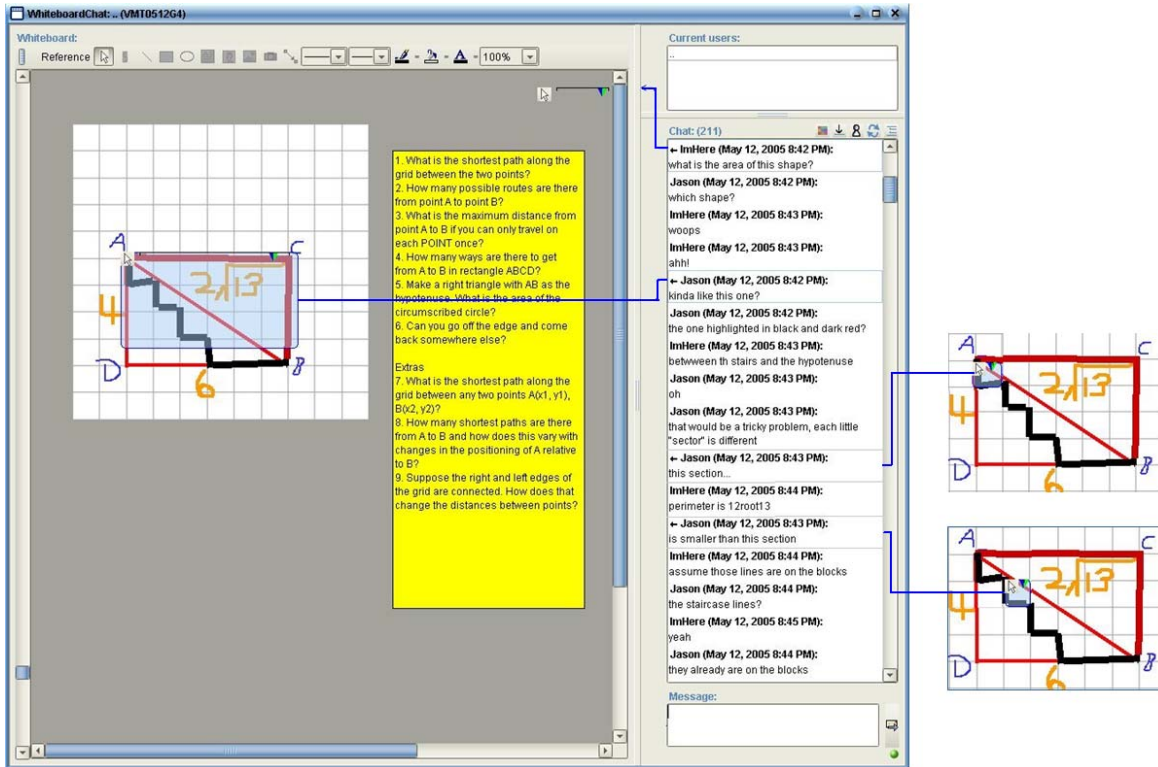 WhiteboardChat: .. (VMT0512G4)
Whiteboard:
Reference
100%
A
C
2√13
4
D
6
B
1. What is the shortest path along the
grid between the two points?
2. How many possible routes are there
from point A to point B?
3. What is the maximum distance from
point A to B if you can only travel on
each POINT once?
4. How many ways are there to get
from A to B in rectangle ABCD?
5. Make a right triangle with AB as the
hypotenuse. What is the area of the
circumscribed circle?
6. Can you go off the edge and come
back somewhere else?
Extras
7. What is the shortest path along the
grid between any two points A(x1, y1),
B(x2, y2)?
8. How many shortest paths are there
from A to B and how does this vary with
changes in the positioning of A relative
to B?
9. Suppose the right and left edges of
the grid are connected. How does that
change the distances between points?
Current users:
..
Chat: (211)
← ImHere (May 12, 2005 8:42 PM):
what is the area of this shape?
Jason (May 12, 2005 8:42 PM):
which shape?
ImHere (May 12, 2005 8:43 PM):
woops
ImHere (May 12, 2005 8:43 PM):
ahh!
← Jason (May 12, 2005 8:42 PM):
kinda like this one?
Jason (May 12, 2005 8:42 PM):
the one highlighted in black and dark red?
ImHere (May 12, 2005 8:43 PM):
betwween th stairs and the hypotenuse
Jason (May 12, 2005 8:43 PM):
oh
Jason (May 12, 2005 8:43 PM):
that would be a tricky problem, each little
"sector" is different
← Jason (May 12, 2005 8:43 PM):
this section...
ImHere (May 12, 2005 8:44 PM):
perimeter is 12root13
← Jason (May 12, 2005 8:43 PM):
is smaller than this section
ImHere (May 12, 2005 8:44 PM):
assume those lines are on the blocks
Jason (May 12, 2005 8:44 PM):
the staircase lines?
ImHere (May 12, 2005 8:45 PM):
yeah
Jason (May 12, 2005 8:44 PM):
they already are on the blocks
Message:
A
C
2√13
4
D
6
B
A
C
2√13
4
D
6
B